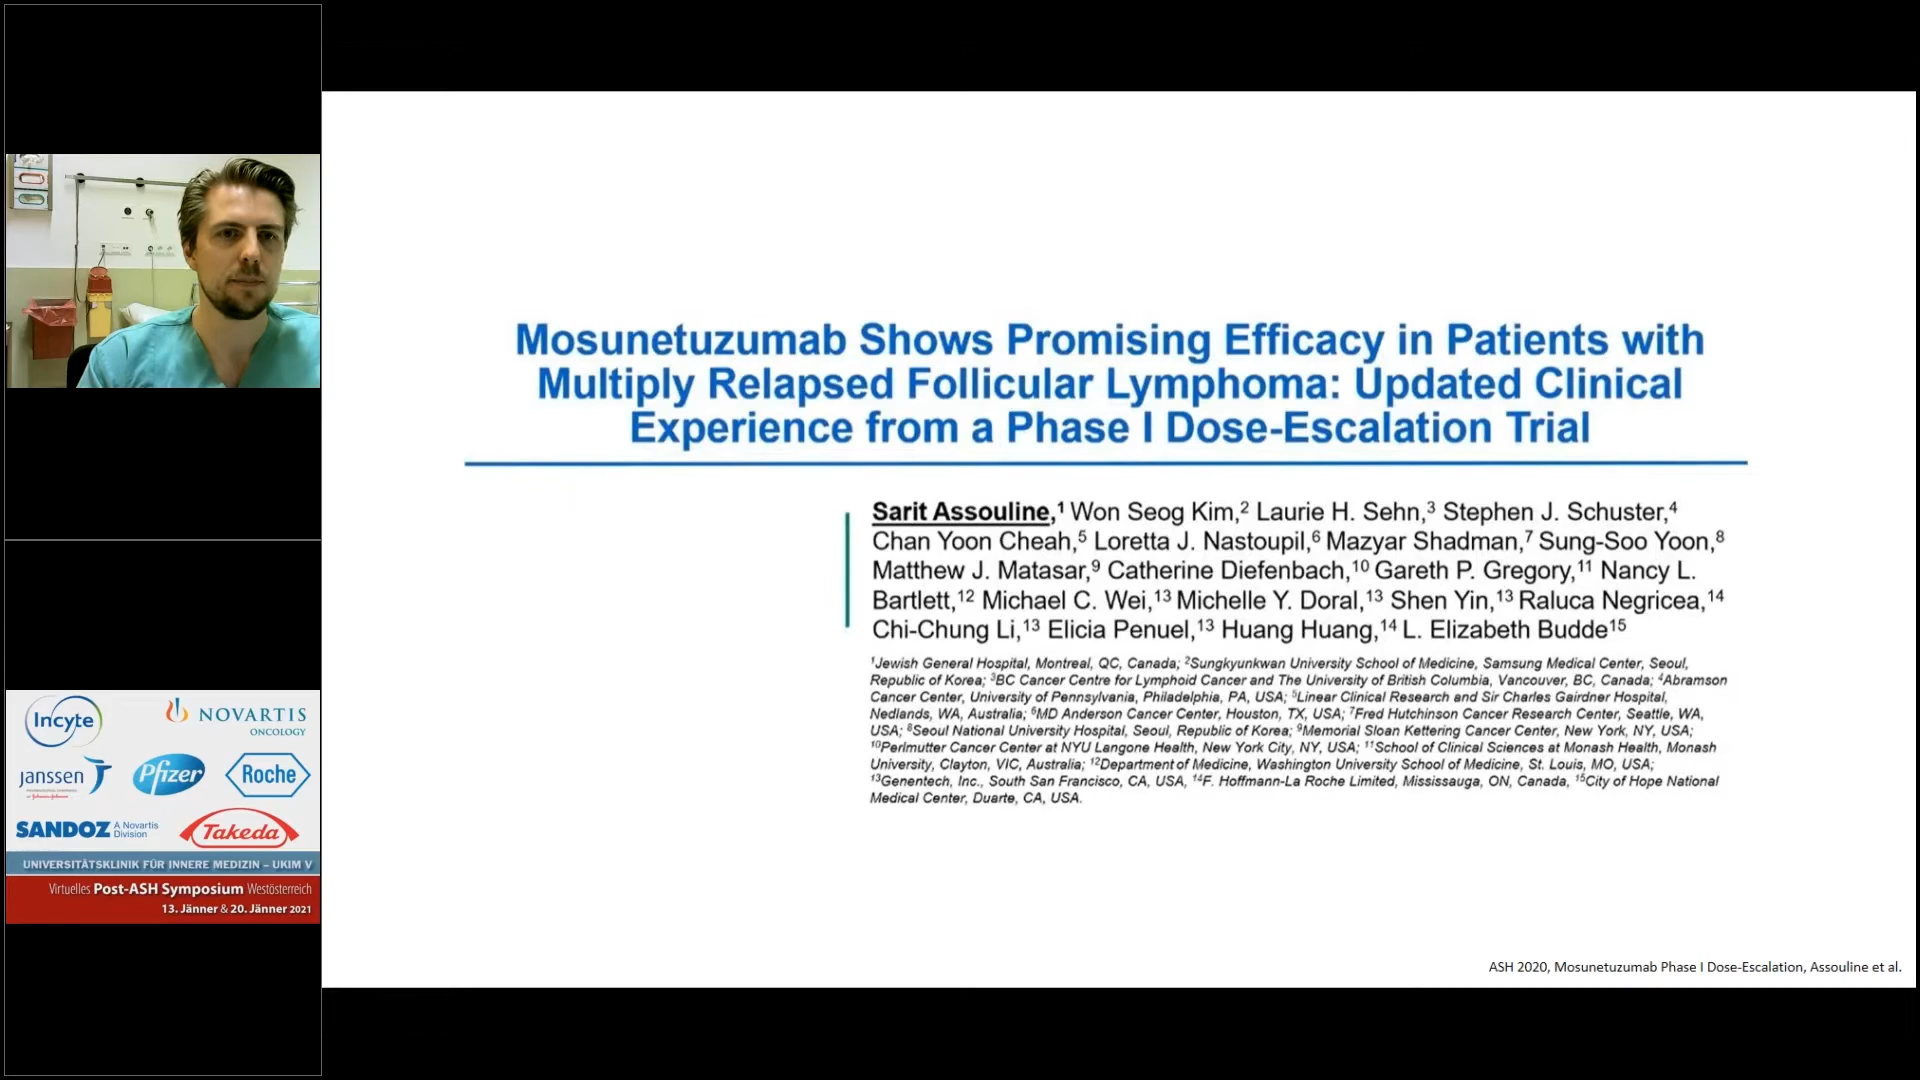 Mosunetuzumab Shows Promising Efficacy in Patients with
Multiply Relapsed Follicular Lymphoma: Updated Clinical
Experience from a Phase I Dose-Escalation Trial
Sarit Assouline,¹ Won Seog Kim,² Laurie H. Sehn,³ Stephen J. Schuster,⁴
Chan Yoon Cheah,⁵ Loretta J. Nastoupil,⁶ Mazyar Shadman,⁷ Sung-Soo Yoon,⁸
Matthew J. Matasar,⁹ Catherine Diefenbach,¹⁰ Gareth P. Gregory,¹¹ Nancy L.
Bartlett,¹² Michael C. Wei,¹³ Michelle Y. Doral,¹³ Shen Yin,¹³ Raluca Negricea,¹⁴
Chi-Chung Li,¹³ Elicia Penuel,¹³ Huang Huang,¹⁴ L. Elizabeth Budde¹⁵
¹Jewish General Hospital, Montreal, QC, Canada; ²Sungkyunkwan University School of Medicine, Samsung Medical Center, Seoul,
Republic of Korea; ³BC Cancer Centre for Lymphoid Cancer and The University of British Columbia, Vancouver, BC, Canada; ⁴Abramson
Cancer Center, University of Pennsylvania, Philadelphia, PA, USA; ⁵Linear Clinical Research and Sir Charles Gairdner Hospital,
Nedlands, WA, Australia; ⁶MD Anderson Cancer Center, Houston, TX, USA; ⁷Fred Hutchinson Cancer Research Center, Seattle, WA,
USA; ⁸Seoul National University Hospital, Seoul, Republic of Korea; ⁹Memorial Sloan Kettering Cancer Center, New York, NY, USA;
¹⁰Perlmutter Cancer Center at NYU Langone Health, New York City, NY, USA; ¹¹School of Clinical Sciences at Monash Health, Monash
University, Clayton, VIC, Australia; ¹²Department of Medicine, Washington University School of Medicine, St. Louis, MO, USA;
¹³Genentech, Inc., South San Francisco, CA, USA, ¹⁴F. Hoffmann-La Roche Limited, Mississauga, ON, Canada, ¹⁵City of Hope National
Medical Center, Duarte, CA, USA.
ASH 2020, Mosunetuzumab Phase I Dose-Escalation, Assouline et al.
Incyte
NOVARTIS
ONCOLOGY
janssen
Pfizer
Roche
SANDOZ A Novartis
Division
Takeda
UNIVERSITÄTSKLINIK FÜR INNERE MEDIZIN – UKIM V
Virtuelles Post-ASH Symposium Westösterreich
13. Jänner & 20. Jänner 2021